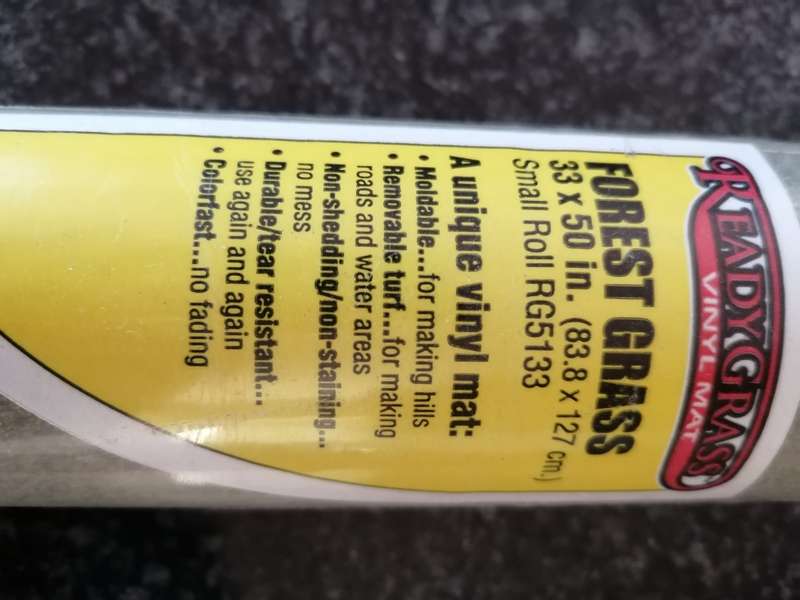 READYGRASS
VINYL MAT
FOREST GRASS
33 x 50 in. (83.8 x 127 cm.)
Small Roll RG5133
A unique vinyl mat:
• Moldable...for making hills
• Removable turf...for making
roads and water areas
• Non-shedding/non-staining...
no mess
• Durable/tear resistant...
use again and again
• Colorfast...no fading